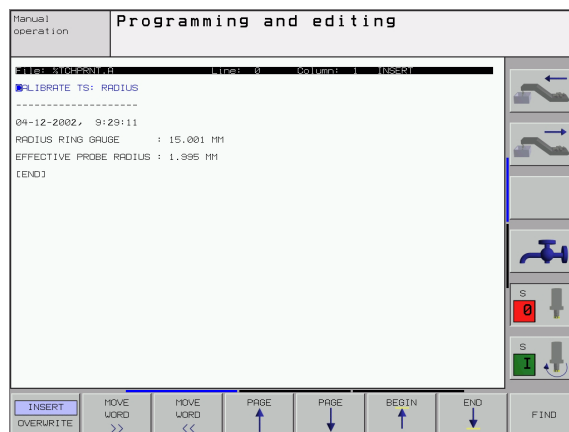 Manual
operation
Programming and editing
File: %TCHPRNT.A Line: 0 Column: 1 INSERT
CALIBRATE TS: RADIUS
--------------------
04-12-2002, 9:29:11
RADIUS RING GAUGE : 15.001 MM
EFFECTIVE PROBE RADIUS : 1.995 MM
[END]
S
0
S
I
INSERT
OVERWRITE
MOVE
WORD
>>
MOVE
WORD
<<
PAGE
PAGE
BEGIN
END
FIND